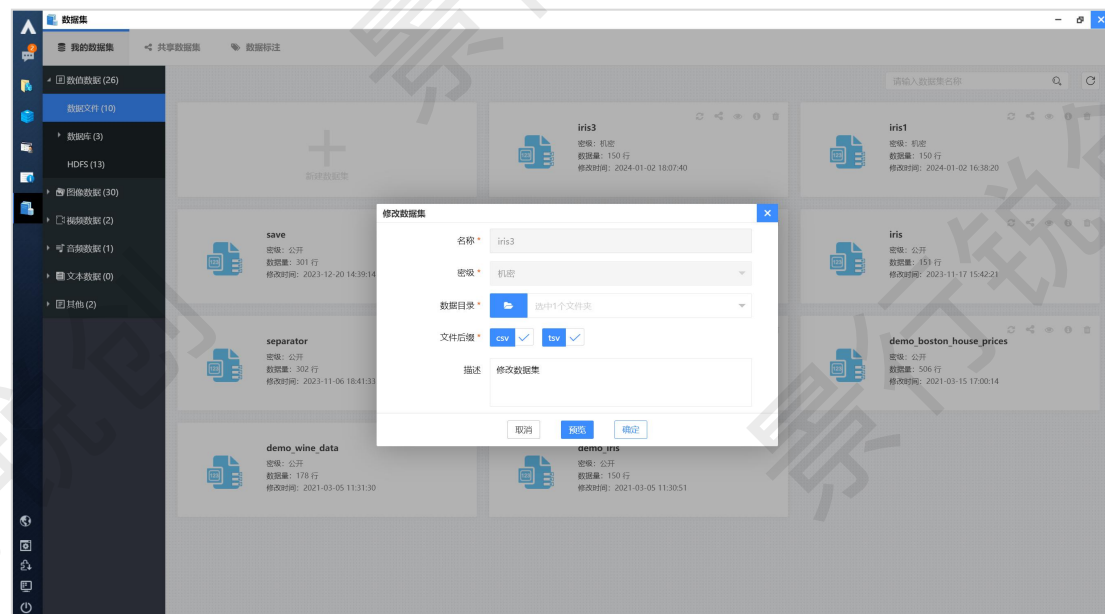 数据集
我的数据集
共享数据集
数据标注
2
数值数据 (26)
数据文件 (10)
数据库 (3)
HDFS (13)
图像数据 (30)
视频数据 (2)
音频数据 (1)
文本数据 (0)
其他 (2)
请输入数据集名称
新建数据集
iris3
密级：机密
数据量：150 行
修改时间：2024-01-02 18:07:40
iris1
密级：机密
数据量：150 行
修改时间：2024-01-02 16:38:20
save
密级：公开
数据量：301 行
修改时间：2023-12-20 14:39:14
iris
密级：公开
数据量：151 行
修改时间：2023-11-17 15:42:21
separator
密级：公开
数据量：302 行
修改时间：2023-11-06 18:41:33
demo_boston_house_prices
密级：公开
数据量：506 行
修改时间：2021-03-15 17:00:14
demo_wine_data
密级：公开
数据量：178 行
修改时间：2021-03-05 11:31:30
demo_iris
密级：公开
数据量：150 行
修改时间：2021-03-05 11:30:51
修改数据集
名称 * iris3
密级 * 机密
数据目录 * 选中1个文件夹
文件后缀 * csv tsv
描述 修改数据集
取消 预览 确定
景行锐创